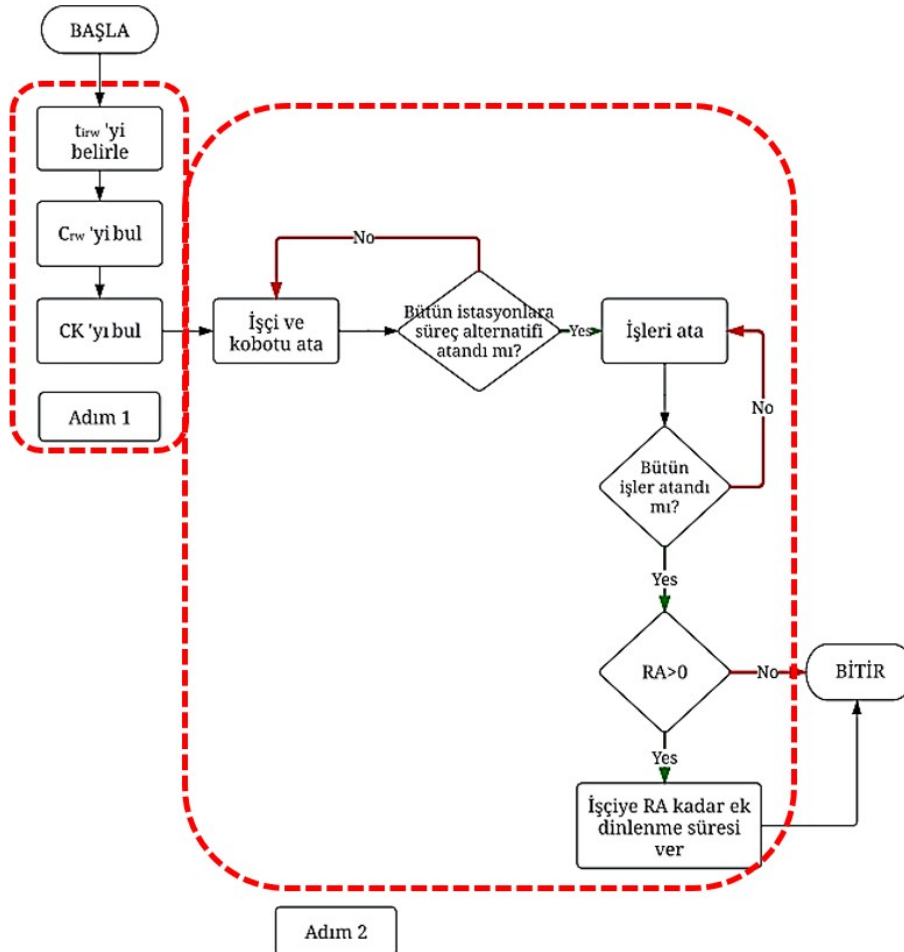 BAŞLA
tirw 'yi
belirle
Crw 'yi bul
CK 'yı bul
Adım 1
İşçi ve
kobotu ata
No
Bütün istasyonlara
süreç alternatifi
atandı mı?
Yes
İşleri ata
No
Bütün
işler atandı
mı?
Yes
RA>0
No
BİTİR
Yes
İşçiye RA kadar ek
dinlenme süresi
ver
Adım 2